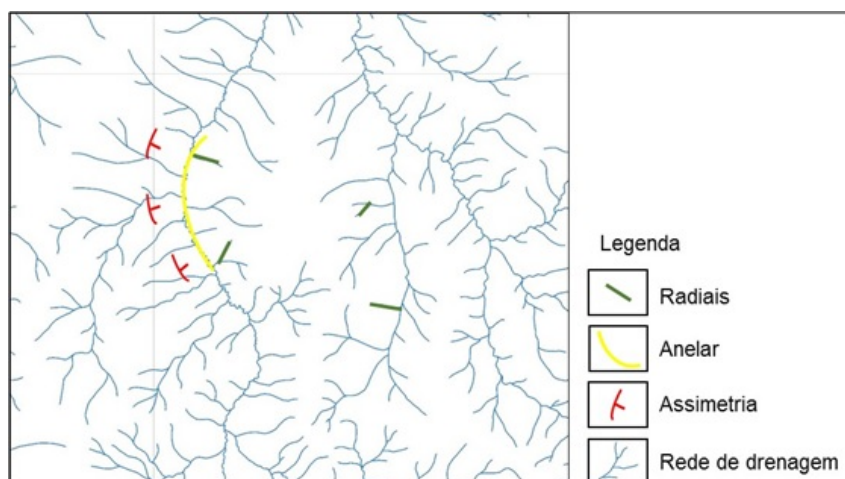 Legenda
Radiais
Anelar
Assimetria
Rede de drenagem